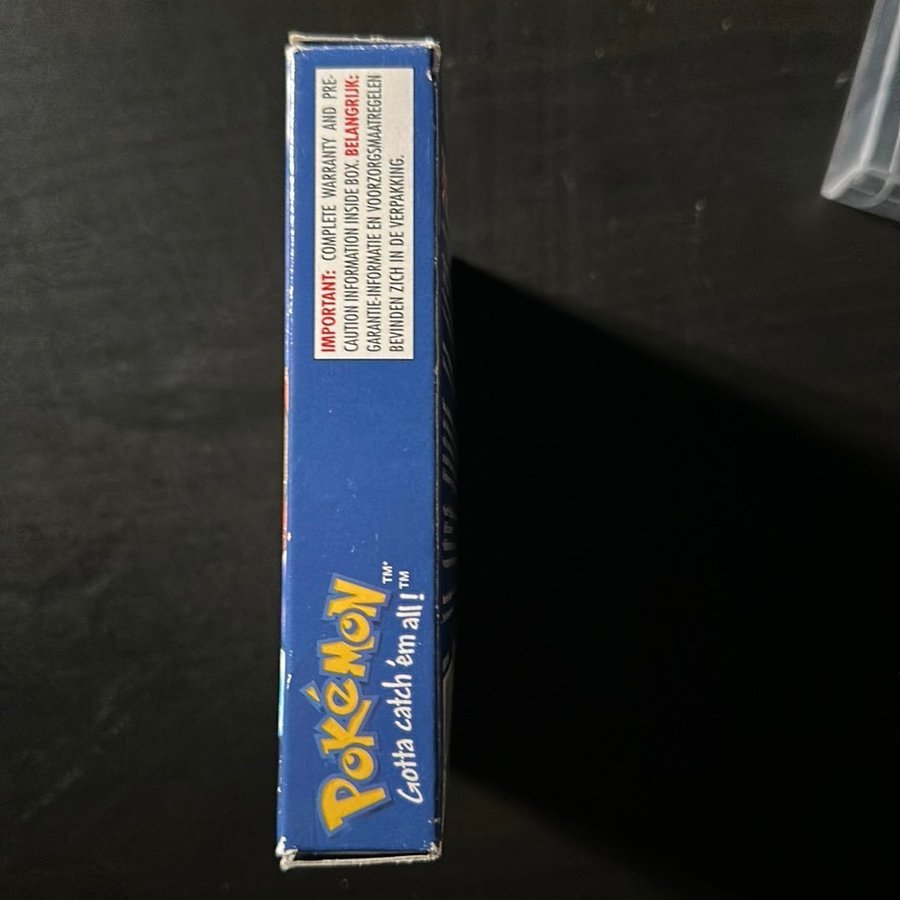 IMPORTANT: COMPLETE WARRANTY AND PRE-
CAUTION INFORMATION INSIDE BOX. BELANGRIJK:
GARANTIE-INFORMATIE EN VOORZORGSMAATREGELEN
BEVINDEN ZICH IN DE VERPAKKING.
POKéMON™
Gotta catch 'em all!™